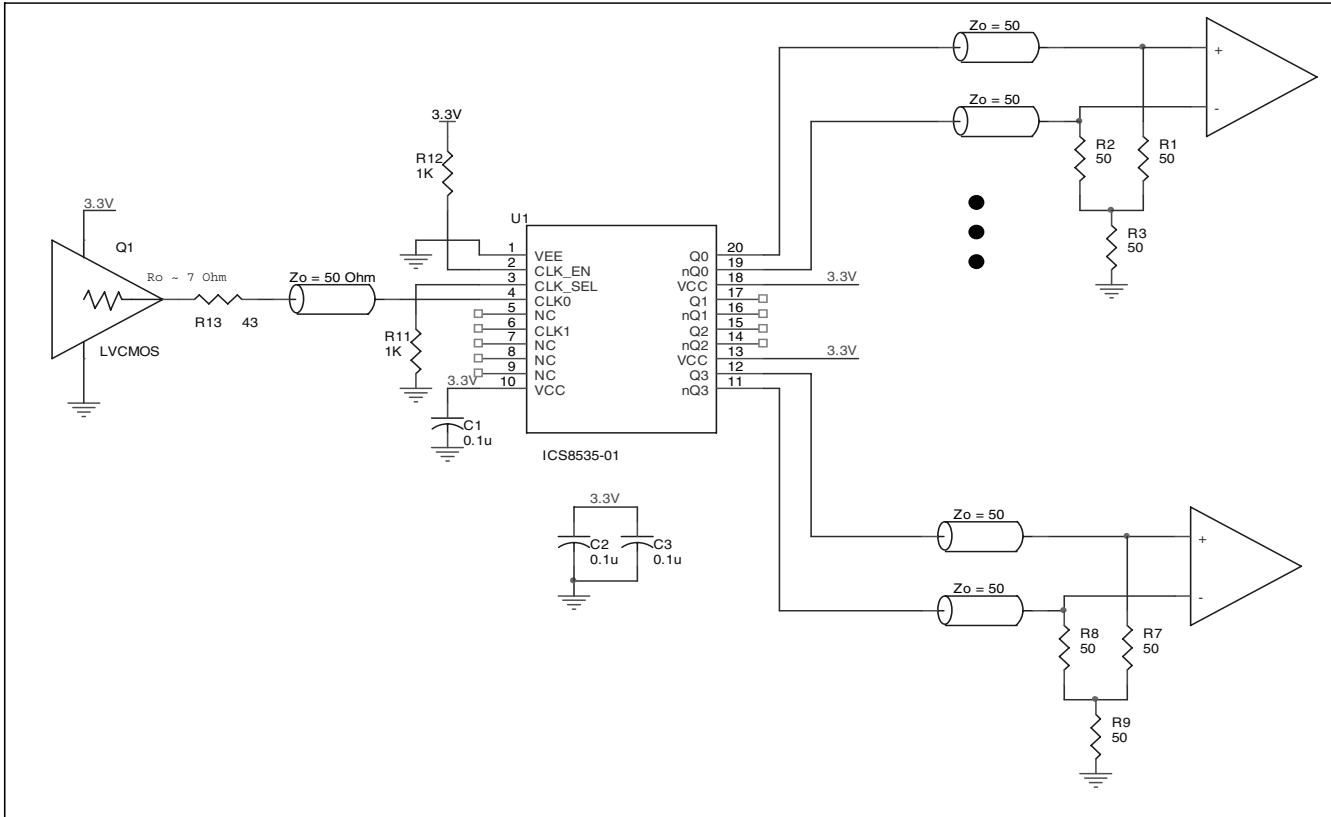 Zo = 50
+
-
Zo = 50
R2
50
R1
50
R3
50
3.3V
R12
1K
3.3V
Q1
Ro ~ 7 Ohm
R13 43
LVCMOS
Zo = 50 Ohm
R11
1K
U1
1 VEE
2 CLK_EN
3 CLK_SEL
4 CLK0
5 NC
6 CLK1
7 NC
8 NC
9 NC
10 VCC
Q0 20
nQ0 19
VCC 18
Q1 17
nQ1 16
Q2 15
nQ2 14
VCC 13
Q3 12
nQ3 11
3.3V
3.3V
3.3V
C1
0.1u
ICS8535-01
3.3V
C2
0.1u
C3
0.1u
Zo = 50
+
-
Zo = 50
R8
50
R7
50
R9
50